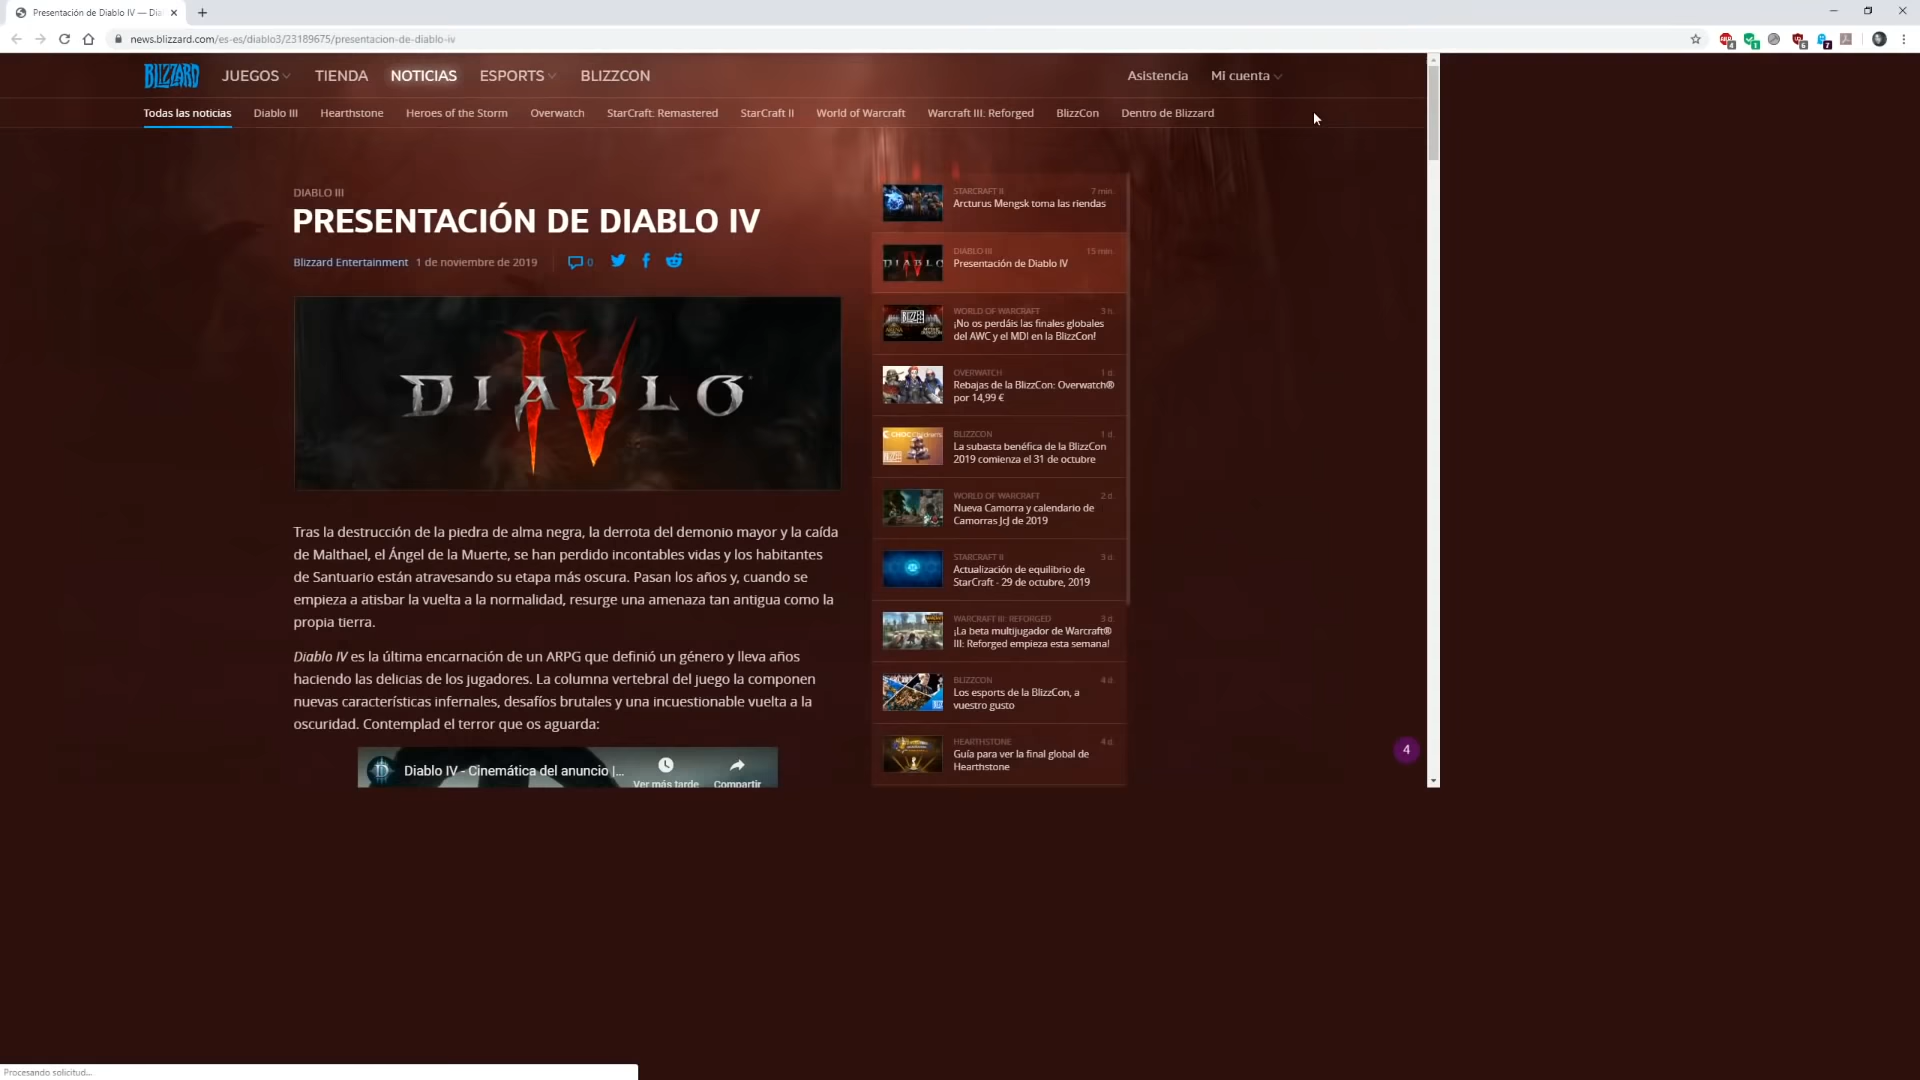 Presentación de Diablo IV — Dia
news.blizzard.com/es-es/diablo3/23189675/presentacion-de-diablo-iv
4
1
6
7
BLIZZARD
JUEGOS
TIENDA
NOTICIAS
ESPORTS
BLIZZCON
Asistencia
Mi cuenta
Todas las noticias
Diablo III
Hearthstone
Heroes of the Storm
Overwatch
StarCraft: Remastered
StarCraft II
World of Warcraft
Warcraft III: Reforged
BlizzCon
Dentro de Blizzard
DIABLO III
PRESENTACIÓN DE DIABLO IV
Blizzard Entertainment 1 de noviembre de 2019
0
DIABLO
IV
Tras la destrucción de la piedra de alma negra, la derrota del demonio mayor y la caída
de Malthael, el Ángel de la Muerte, se han perdido incontables vidas y los habitantes
de Santuario están atravesando su etapa más oscura. Pasan los años y, cuando se
empieza a atisbar la vuelta a la normalidad, resurge una amenaza tan antigua como la
propia tierra.
Diablo IV es la última encarnación de un ARPG que definió un género y lleva años
haciendo las delicias de los jugadores. La columna vertebral del juego la componen
nuevas características infernales, desafíos brutales y una incuestionable vuelta a la
oscuridad. Contemplad el terror que os aguarda:
Diablo IV - Cinemática del anuncio |...
Ver más tarde
Compartir
STARCRAFT II 7 min.
Arcturus Mengsk toma las riendas
DIABLO III 15 min.
Presentación de Diablo IV
WORLD OF WARCRAFT 3 h.
¡No os perdáis las finales globales
del AWC y el MDI en la BlizzCon!
OVERWATCH 1 d.
Rebajas de la BlizzCon: Overwatch®
por 14,99 €
BLIZZCON 1 d.
La subasta benéfica de la BlizzCon
2019 comienza el 31 de octubre
WORLD OF WARCRAFT 2 d.
Nueva Camorra y calendario de
Camorras JcJ de 2019
STARCRAFT II 3 d.
Actualización de equilibrio de
StarCraft - 29 de octubre, 2019
WARCRAFT III: REFORGED 3 d.
¡La beta multijugador de Warcraft®
III: Reforged empieza esta semana!
BLIZZCON 4 d.
Los esports de la BlizzCon, a
vuestro gusto
HEARTHSTONE 4 d.
Guía para ver la final global de
Hearthstone
4
Procesando solicitud...